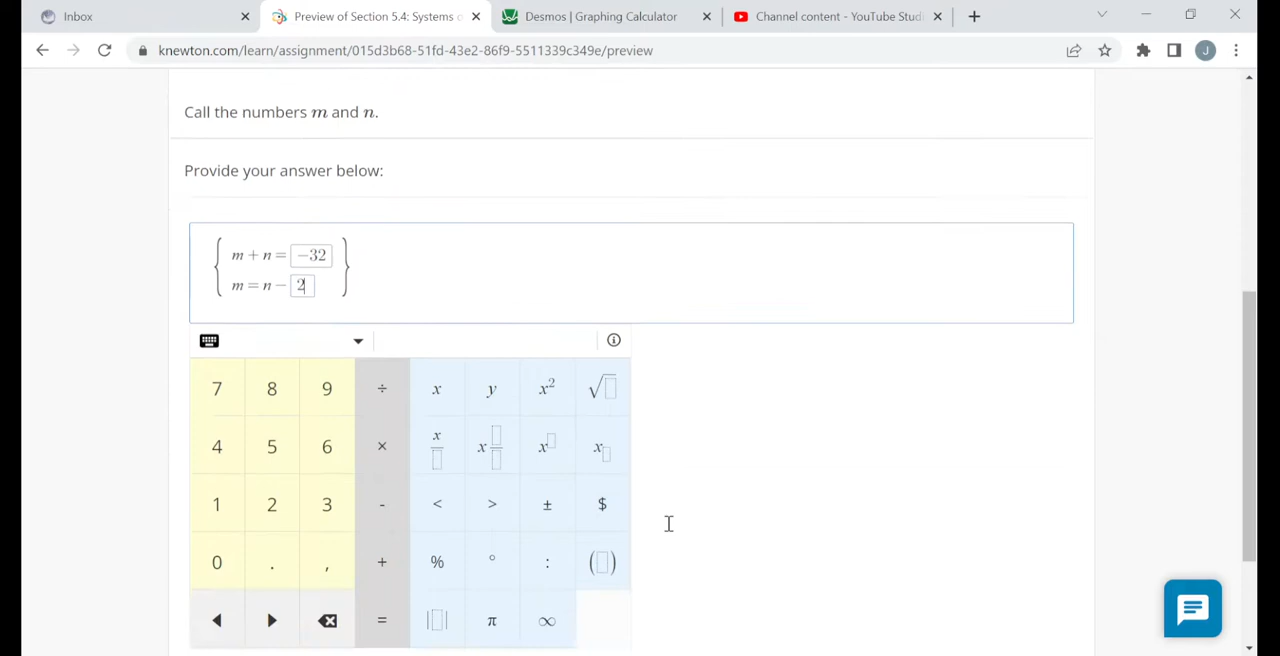 Inbox
Preview of Section 5.4: Systems o
Desmos | Graphing Calculator
Channel content - YouTube Studi
knewton.com/learn/assignment/015d3b68-51fd-43e2-86f9-5511339c349e/preview
J
Call the numbers m and n.
Provide your answer below:
m + n = −32
m = n − 2
7 8 9 ÷ x y x² √
4 5 6 × x x x x
1 2 3 - < > ± $
0 . , + % ° : ()
= | | π ∞